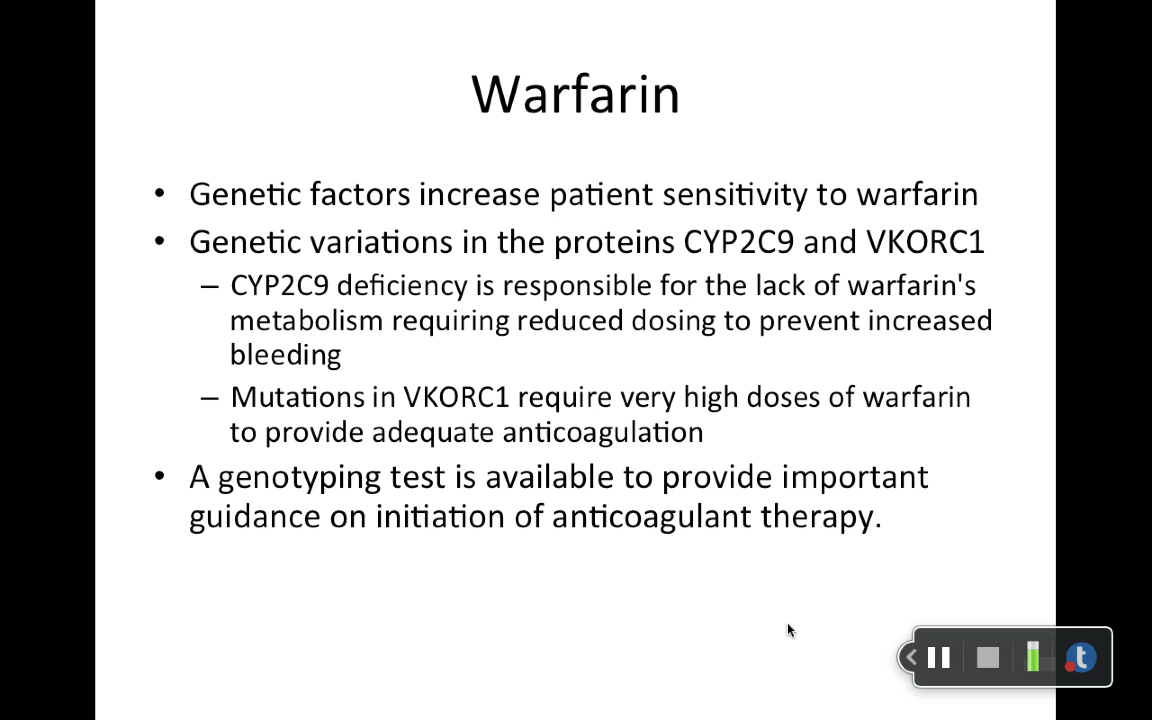 Warfarin
• Genetic factors increase patient sensitivity to warfarin
• Genetic variations in the proteins CYP2C9 and VKORC1
– CYP2C9 deficiency is responsible for the lack of warfarin's
metabolism requiring reduced dosing to prevent increased
bleeding
– Mutations in VKORC1 require very high doses of warfarin
to provide adequate anticoagulation
• A genotyping test is available to provide important
guidance on initiation of anticoagulant therapy.
t